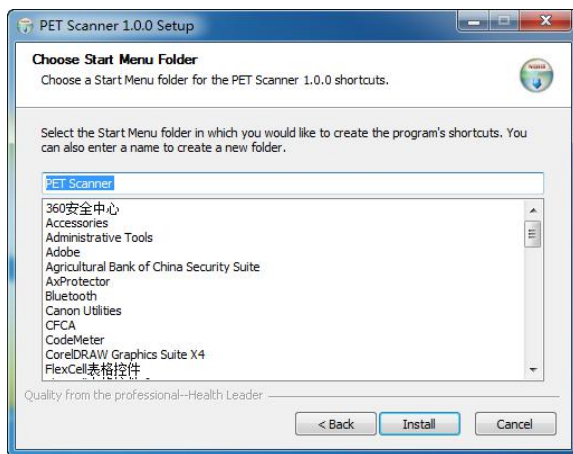 PET Scanner 1.0.0 Setup
Choose Start Menu Folder
Choose a Start Menu folder for the PET Scanner 1.0.0 shortcuts.
Select the Start Menu folder in which you would like to create the program's shortcuts. You
can also enter a name to create a new folder.
PET Scanner
360安全中心
Accessories
Administrative Tools
Adobe
Agricultural Bank of China Security Suite
AxProtector
Bluetooth
Canon Utilities
CFCA
CodeMeter
CorelDRAW Graphics Suite X4
FlexCell表格控件
Quality from the professional--Health Leader
< Back Install Cancel